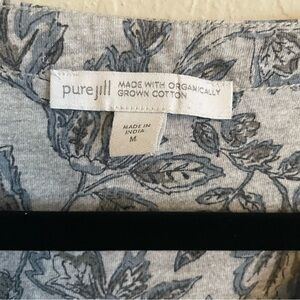 pure jill MADE WITH ORGANICALLY
GROWN COTTON
MADE IN
INDIA
M